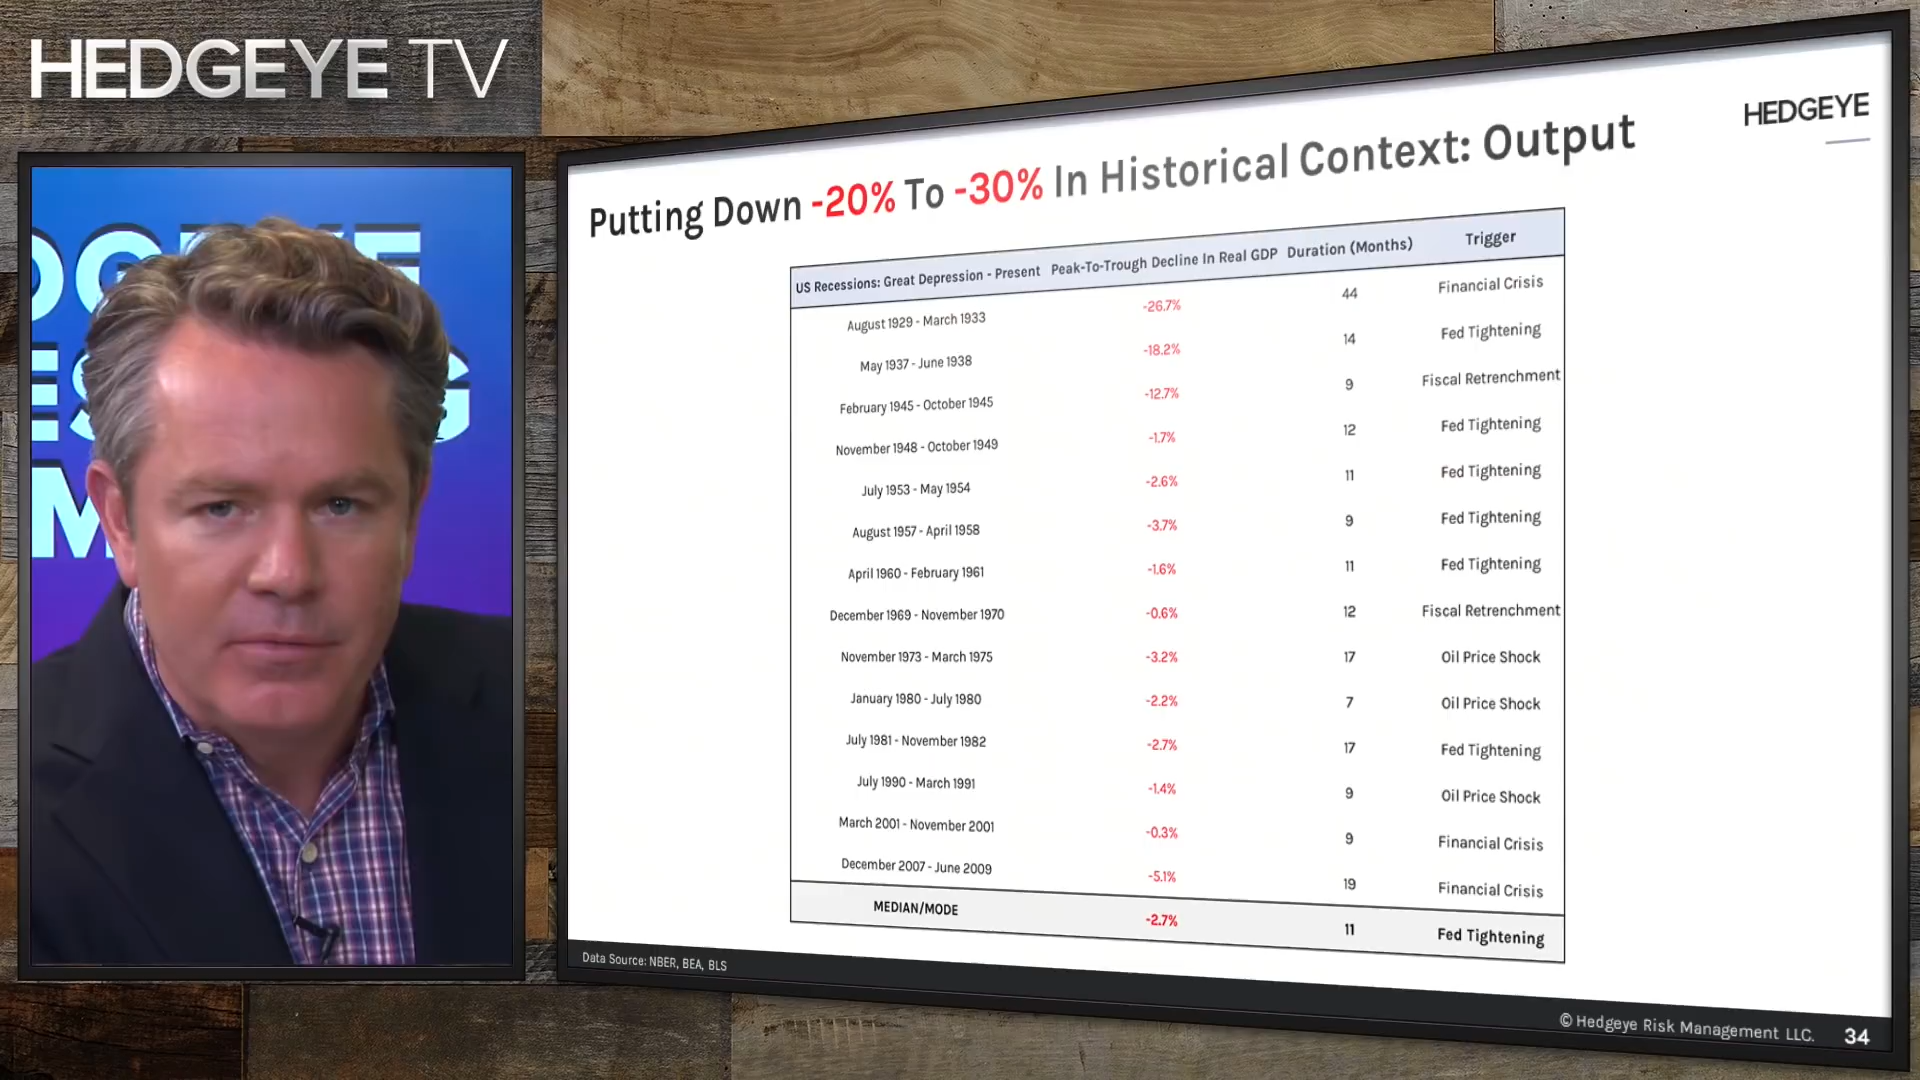 HEDGEYE TV
HEDGEYE
Putting Down -20% To -30% In Historical Context: Output
US Recessions: Great Depression - Present Peak-To-Trough Decline In Real GDP Duration (Months) Trigger
August 1929 - March 1933 -26.7% 44 Financial Crisis
May 1937 - June 1938 -18.2% 14 Fed Tightening
February 1945 - October 1945 -12.7% 9 Fiscal Retrenchment
November 1948 - October 1949 -1.7% 12 Fed Tightening
July 1953 - May 1954 -2.6% 11 Fed Tightening
August 1957 - April 1958 -3.7% 9 Fed Tightening
April 1960 - February 1961 -1.6% 11 Fed Tightening
December 1969 - November 1970 -0.6% 12 Fiscal Retrenchment
November 1973 - March 1975 -3.2% 17 Oil Price Shock
January 1980 - July 1980 -2.2% 7 Oil Price Shock
July 1981 - November 1982 -2.7% 17 Fed Tightening
July 1990 - March 1991 -1.4% 9 Oil Price Shock
March 2001 - November 2001 -0.3% 9 Financial Crisis
December 2007 - June 2009 -5.1% 19 Financial Crisis
MEDIAN/MODE -2.7% 11 Fed Tightening
Data Source: NBER, BEA, BLS
© Hedgeye Risk Management LLC. 34